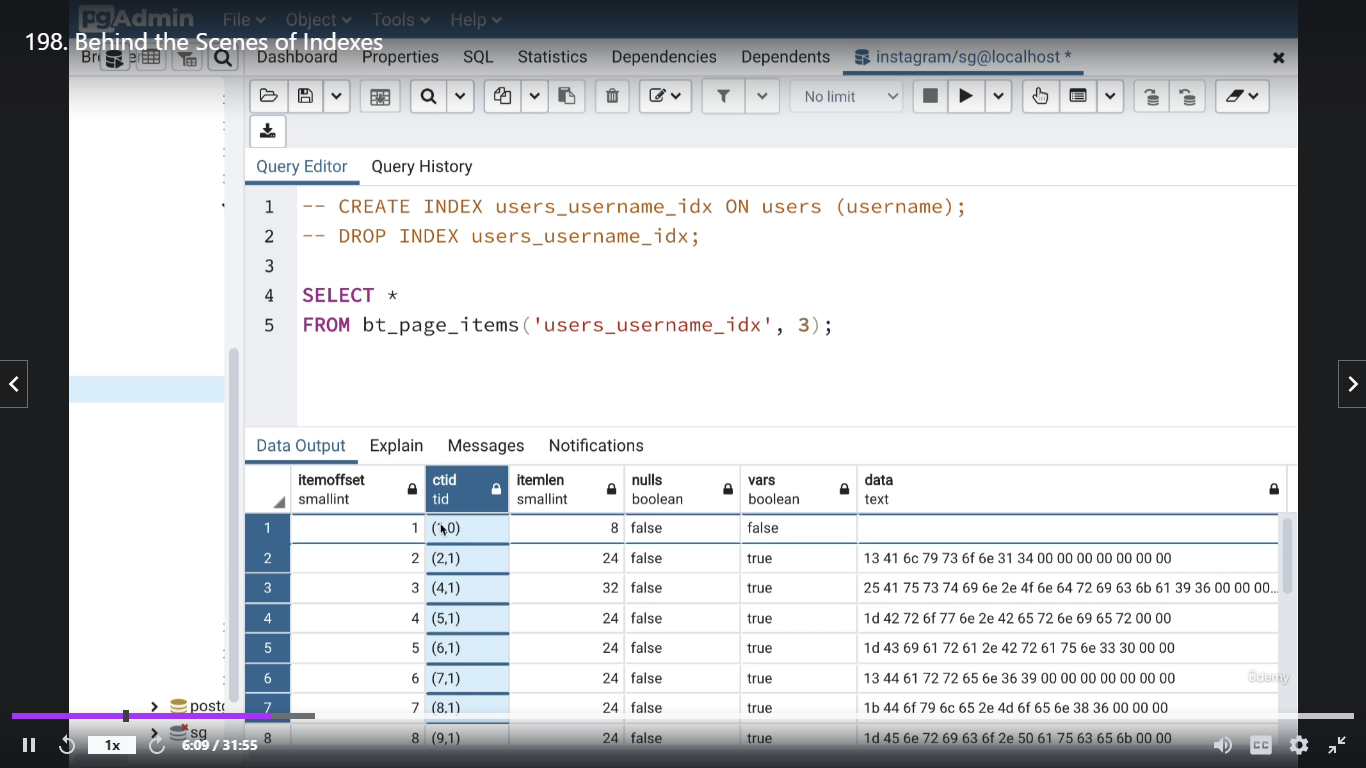 pgAdmin File Object Tools Help
198. Behind the Scenes of Indexes
Dashboard Properties SQL Statistics Dependencies Dependents instagram/sg@localhost *
No limit
Query Editor Query History
1 -- CREATE INDEX users_username_idx ON users (username);
2 -- DROP INDEX users_username_idx;
3
4 SELECT *
5 FROM bt_page_items('users_username_idx', 3);
Data Output Explain Messages Notifications
itemoffset ctid itemlen nulls vars data
smallint tid smallint boolean boolean text
1 1 (1,0) 8 false false
2 2 (2,1) 24 false true 13 41 6c 79 73 6f 6e 31 34 00 00 00 00 00 00 00
3 3 (4,1) 32 false true 25 41 75 73 74 69 6e 2e 4f 6e 64 72 69 63 6b 61 39 36 00 00 00...
4 4 (5,1) 24 false true 1d 42 72 6f 77 6e 2e 42 65 72 6e 69 65 72 00 00
5 5 (6,1) 24 false true 1d 43 69 61 72 61 2e 42 72 61 75 6e 33 30 00 00
6 6 (7,1) 24 false true 13 44 61 72 72 65 6e 36 39 00 00 00 00 00 00 00
ûdemy
7 7 (8,1) 24 false true 1b 44 6f 79 6c 65 2e 4d 6f 65 6e 38 36 00 00 00
postg
sg
8 8 (9,1) 24 false true 1d 45 6e 72 69 63 6f 2e 50 61 75 63 65 6b 00 00
1x 6:09 / 31:55 CC